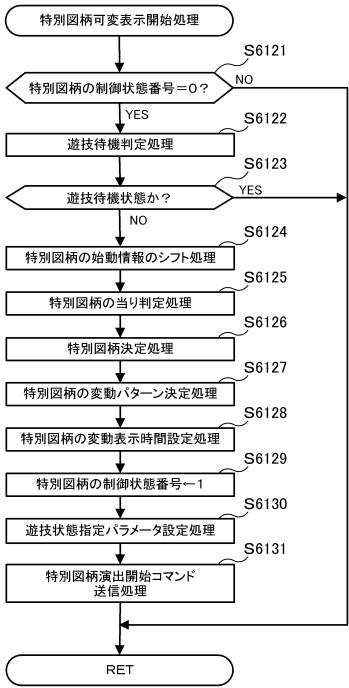 特別図柄可変表示開始処理
S6121
特別図柄の制御状態番号＝0？
NO
YES
S6122
遊技待機判定処理
S6123
遊技待機状態か？
YES
NO
S6124
特別図柄の始動情報のシフト処理
S6125
特別図柄の当り判定処理
S6126
特別図柄決定処理
S6127
特別図柄の変動パターン決定処理
S6128
特別図柄の変動表示時間設定処理
S6129
特別図柄の制御状態番号←1
S6130
遊技状態指定パラメータ設定処理
S6131
特別図柄演出開始コマンド
送信処理
RET